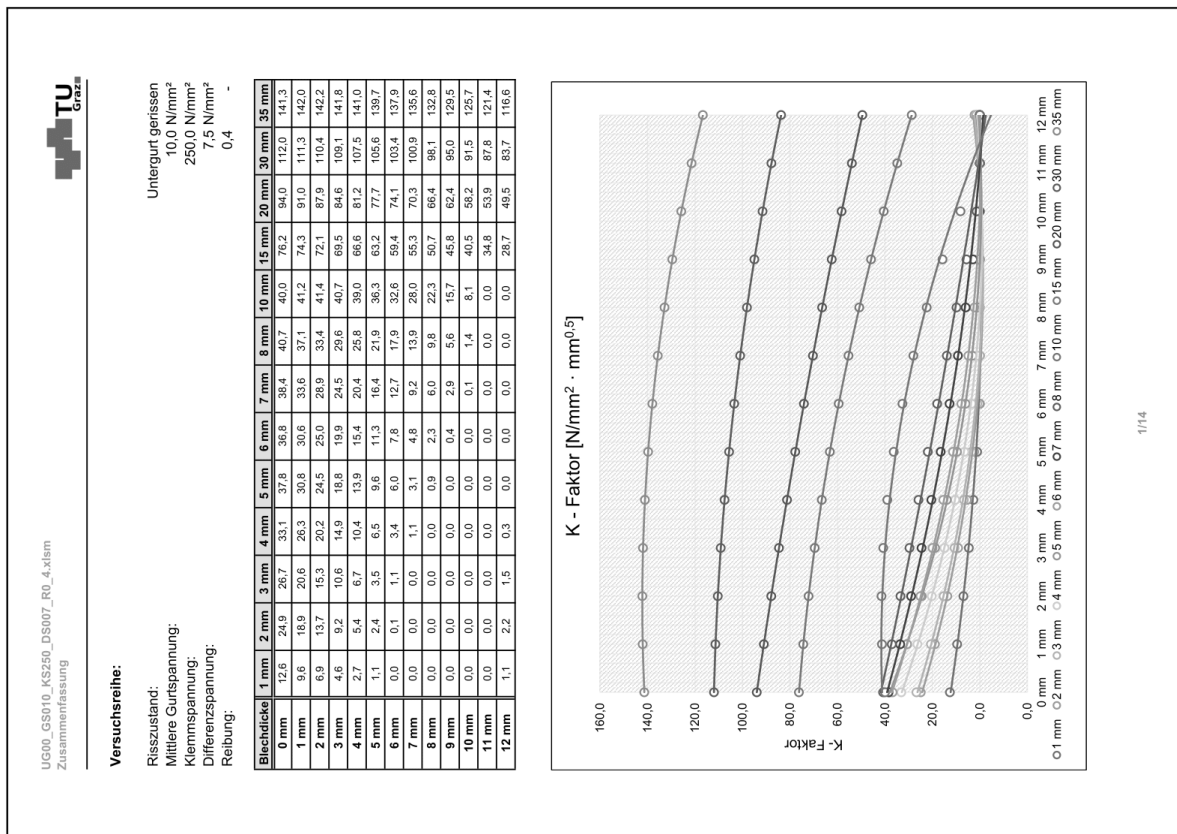 UG00_GS010_KS250_DS007_R0_4.xlsm
Zusammenfassung
TU
Graz
Versuchsreihe:
Risszustand: Untergurt gerissen
Mittlere Gurtspannung: 10,0 N/mm²
Klemmspannung: 250,0 N/mm²
Differenzspannung: 7,5 N/mm²
Reibung: 0,4 -
Blechdicke 1 mm 2 mm 3 mm 4 mm 5 mm 6 mm 7 mm 8 mm 10 mm 15 mm 20 mm 30 mm 35 mm
0 mm 12,6 24,9 26,7 33,1 37,8 36,8 38,4 40,7 40,0 76,2 94,0 112,0 141,3
1 mm 9,6 18,9 20,6 26,3 30,8 30,6 33,6 37,1 41,2 74,3 91,0 111,3 142,0
2 mm 6,9 13,7 15,3 20,2 24,5 25,0 28,9 33,4 41,4 72,1 87,9 110,4 142,2
3 mm 4,6 9,2 10,6 14,9 18,8 19,9 24,5 29,6 40,7 69,5 84,6 109,1 141,8
4 mm 2,7 5,4 6,7 10,4 13,9 15,4 20,4 25,8 39,0 66,6 81,2 107,5 141,0
5 mm 1,1 2,4 3,5 6,5 9,6 11,3 16,4 21,9 36,3 63,2 77,7 105,6 139,7
6 mm 0,0 0,1 1,1 3,4 6,0 7,8 12,7 17,9 32,6 59,4 74,1 103,4 137,9
7 mm 0,0 0,0 0,0 1,1 3,1 4,8 9,2 13,9 28,0 55,3 70,3 100,9 135,6
8 mm 0,0 0,0 0,0 0,0 0,9 2,3 6,0 9,8 22,3 50,7 66,4 98,1 132,8
9 mm 0,0 0,0 0,0 0,0 0,0 0,4 2,9 5,6 15,7 45,8 62,4 95,0 129,5
10 mm 0,0 0,0 0,0 0,0 0,0 0,0 0,1 1,4 8,1 40,5 58,2 91,5 125,7
11 mm 0,0 0,0 0,0 0,0 0,0 0,0 0,0 0,0 0,0 34,8 53,9 87,8 121,4
12 mm 1,1 2,2 1,5 0,3 0,0 0,0 0,0 0,0 0,0 28,7 49,5 83,7 116,6
K - Faktor [N/mm² · mm⁰,⁵]
K - Faktor
160,0
140,0
120,0
100,0
80,0
60,0
40,0
20,0
0,0
0,0
0 mm 1 mm 2 mm 3 mm 4 mm 5 mm 6 mm 7 mm 8 mm 9 mm 10 mm 11 mm 12 mm
1 mm 2 mm 3 mm 4 mm 5 mm 6 mm 7 mm 8 mm 10 mm 15 mm 20 mm 30 mm 35 mm
1/14